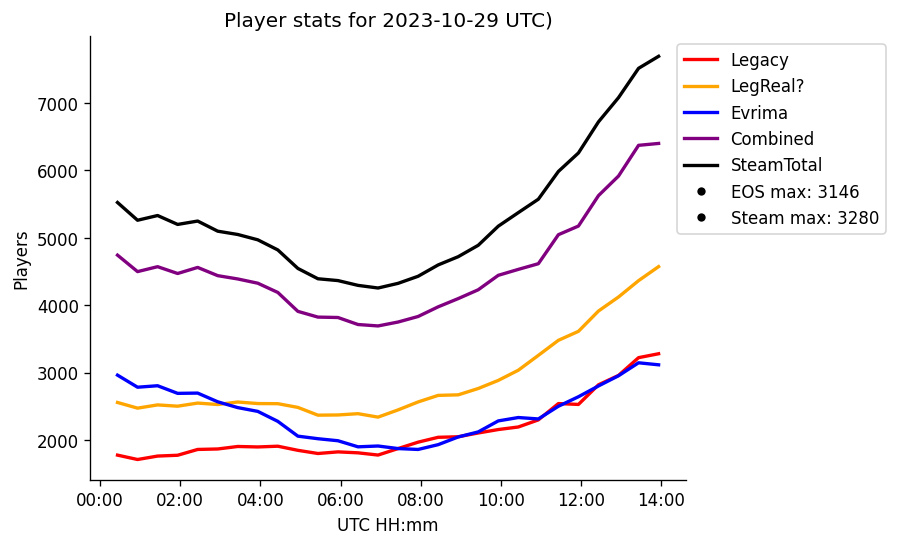 Player stats for 2023-10-29 UTC)
Legacy
LegReal?
Evrima
Combined
SteamTotal
EOS max: 3146
Steam max: 3280
Players
7000
6000
5000
4000
3000
2000
00:00 02:00 04:00 06:00 08:00 10:00 12:00 14:00
UTC HH:mm